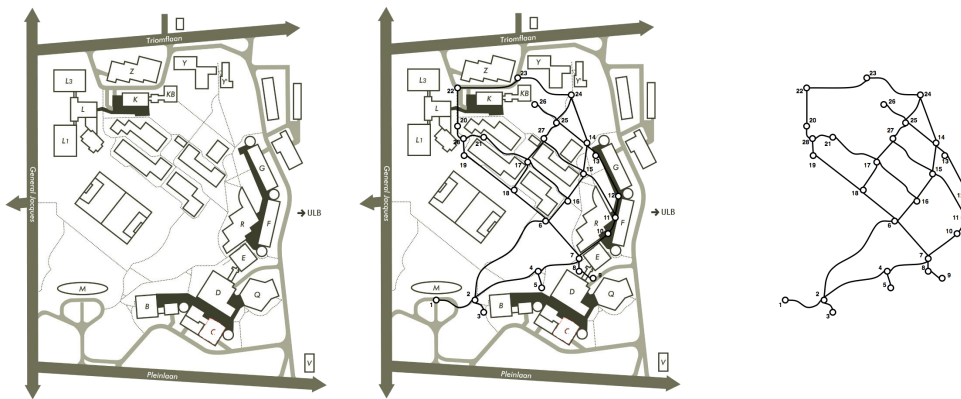 Triomflaan
Z
Y
Y'
L3
K
KB
L
L1
G
General Jacques
R
F
→ULB
E
M
D
Q
B
C
V
Pleinlaan
Triomflaan
Z
Y
Y'
23
22
24
L3
K
KB
26
L
25
20
27
14
L1
28
21
13
G
19
17
15
18
12
16
General Jacques
R
11
F
→ULB
6
10
7
E
4
8
M
5
D
Q
1
2
3
B
C
V
Pleinlaan
23
22
24
26
25
20
27
14
28
21
13
19
17
15
18
16
11
6
10
7
4
8
9
5
1
2
3